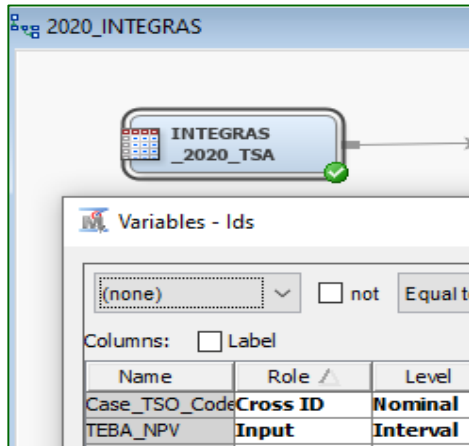 2020_INTEGRAS
INTEGRAS
_2020_TSA
Variables - Ids
(none) not Equal to
Columns: Label
Name Role Level
Case_TSO_Code Cross ID Nominal
TEBA_NPV Input Interval